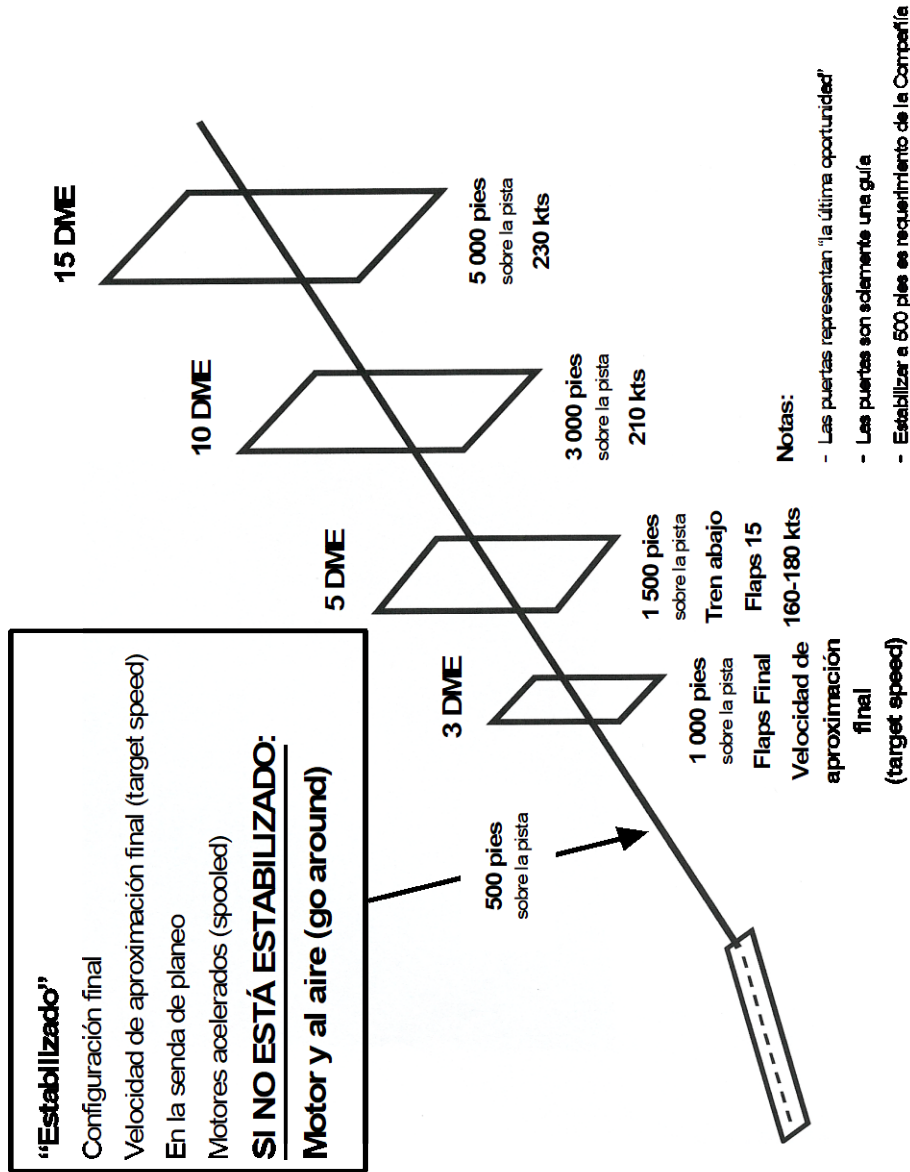 “Estabilizado”
Configuración final
Velocidad de aproximación final (target speed)
En la senda de planeo
Motores acelerados (spooled)
SI NO ESTÁ ESTABILIZADO:
Motor y al aire (go around)
500 pies
sobre la pista
3 DME
1 000 pies
sobre la pista
Flaps Final
Velocidad de
aproximación
final
(target speed)
5 DME
1 500 pies
sobre la pista
Tren abajo
Flaps 15
160-180 kts
10 DME
3 000 pies
sobre la pista
210 kts
15 DME
5 000 pies
sobre la pista
230 kts
Notas:
- Las puertas representan “la última oportunidad”
- Las puertas son solamente una guía
- Estabilizar a 500 pies es requerimiento de la Compañía